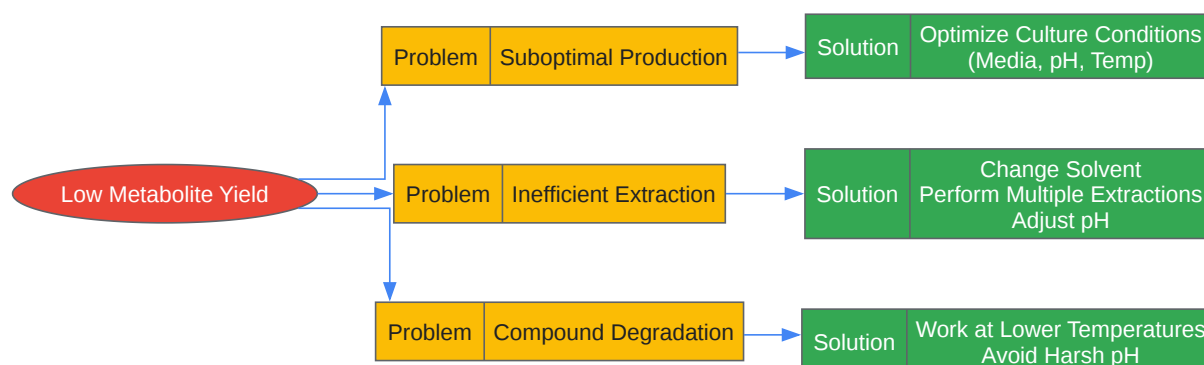 Low Metabolite Yield
Problem
Suboptimal Production
Solution
Optimize Culture Conditions
(Media, pH, Temp)
Problem
Inefficient Extraction
Solution
Change Solvent
Perform Multiple Extractions
Adjust pH
Problem
Compound Degradation
Solution
Work at Lower Temperatures
Avoid Harsh pH